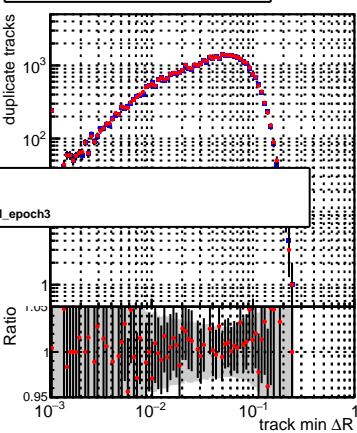 duplicate tracks
10³
10²
l_epoch3
1
Ratio
1.05
1
0.95
10⁻³
10⁻²
10⁻¹
1
track min ΔR